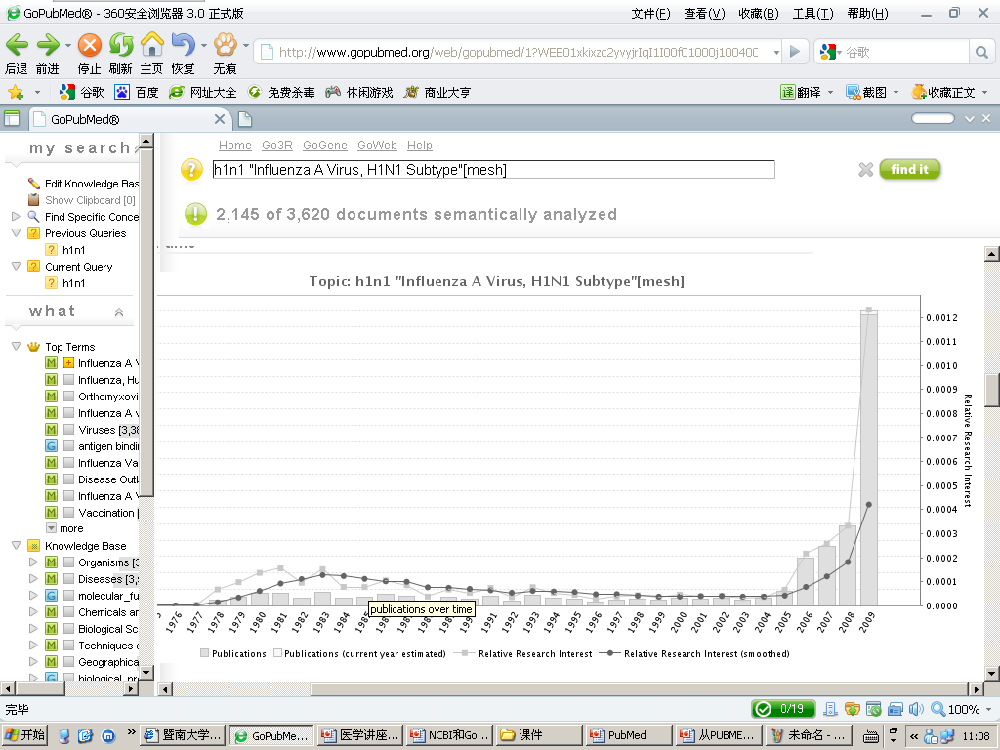 GoPubMed® - 360安全浏览器 3.0 正式版
文件(F) 查看(V) 收藏(B) 工具(T) 帮助(H)
http://www.gopubmed.org/web/gopubmed/1?WEB01xkixzc2yvyjrIqI1I00f01000j10040C
谷歌
后退 前进 停止 刷新 主页 恢复 无痕
谷歌 百度 网址大全 免费杀毒 休闲游戏 商业大亨 翻译 截图 收藏正文
GoPubMed®
my search
Home Go3R GoGene GoWeb Help
h1n1 "Influenza A Virus, H1N1 Subtype"[mesh]
find it
2,145 of 3,620 documents semantically analyzed
Edit Knowledge Bas
Show Clipboard [0]
Find Specific Conce
Previous Queries
h1n1
Current Query
h1n1
what
Top Terms
Influenza A V
Influenza, Hu
Orthomyxovi
Influenza A v
Viruses [3,38
antigen bindi
Influenza Va
Disease Outb
Influenza A V
Vaccination [
more
Knowledge Base
Organisms [3
Diseases [3,
molecular_fu
Chemicals ar
Biological Sc
Techniques a
Geographica
biological_pr
Topic: h1n1 "Influenza A Virus, H1N1 Subtype"[mesh]
0.0012
0.0011
0.0010
0.0009
0.0008
0.0007
0.0006
0.0005
0.0004
0.0003
0.0002
0.0001
0.0000
Relative Research Interest
1976 1977 1978 1979 1980 1981 1982 1983 1984 1991 1992 1993 1994 1995 1996 1997 1998 1999 2000 2001 2002 2003 2004 2005 2006 2007 2008 2009
publications over time
Publications Publications (current year estimated) Relative Research Interest Relative Research Interest (smoothed)
完毕
0/19
100%
开始 暨南大学... GoPubMe... 医学讲座... NCBI和Go... 课件 PubMed 从PUBME... 未命名 - ... 11:08